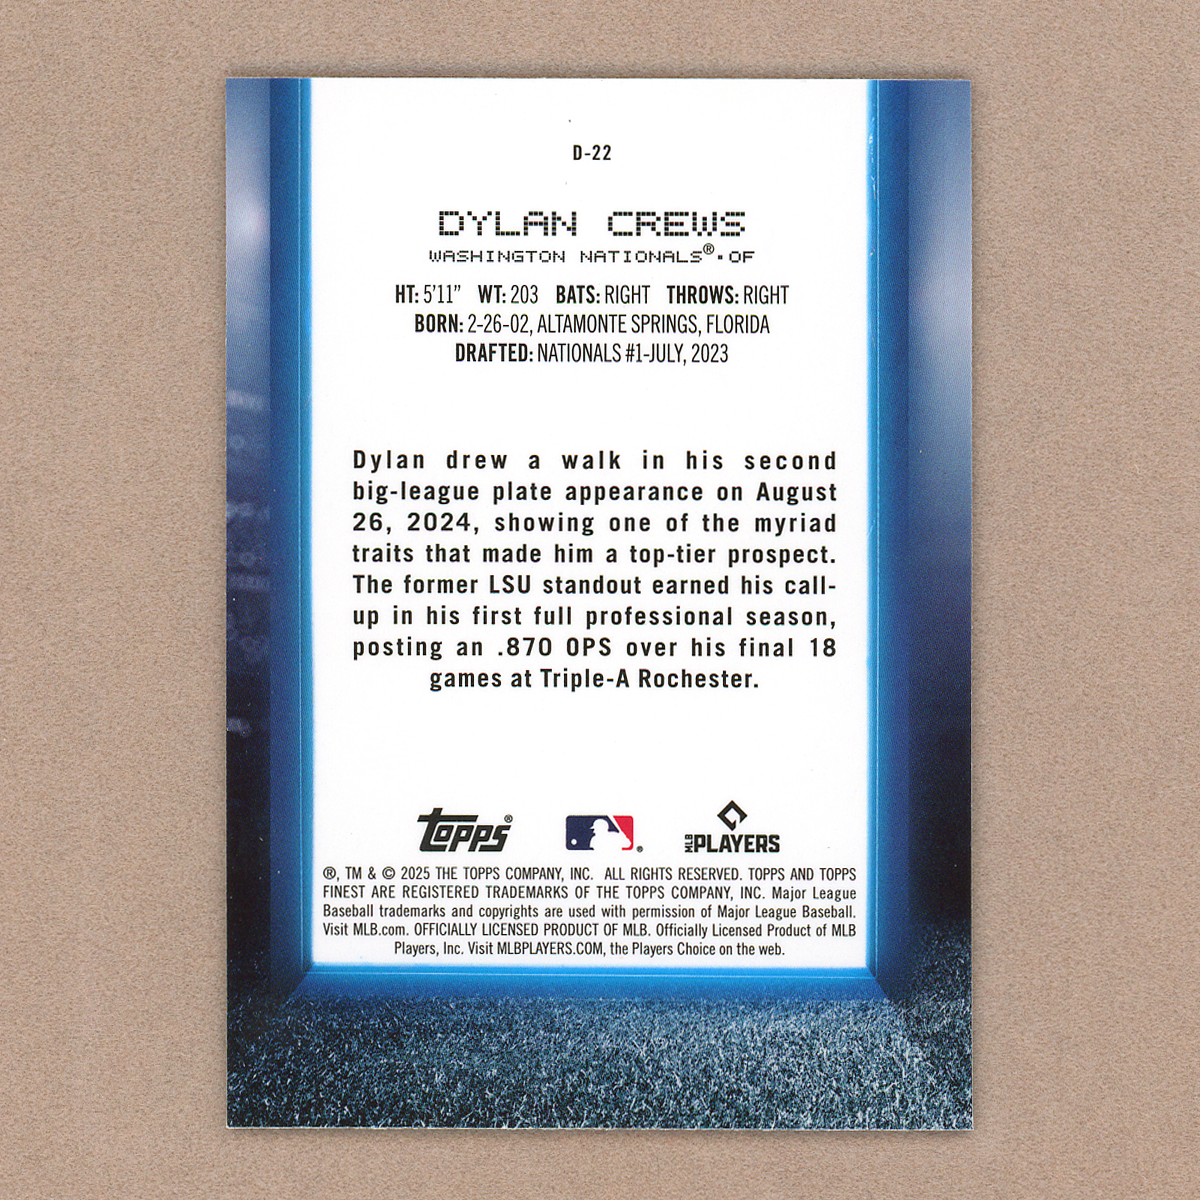 D-22
DYLAN CREWS
WASHINGTON NATIONALS®•OF
HT: 5'11" WT: 203 BATS: RIGHT THROWS: RIGHT
BORN: 2-26-02, ALTAMONTE SPRINGS, FLORIDA
DRAFTED: NATIONALS #1-JULY, 2023
Dylan drew a walk in his second
big-league plate appearance on August
26, 2024, showing one of the myriad
traits that made him a top-tier prospect.
The former LSU standout earned his call-
up in his first full professional season,
posting an .870 OPS over his final 18
games at Triple-A Rochester.
topps® ® MLB PLAYERS
®, TM & © 2025 THE TOPPS COMPANY, INC. ALL RIGHTS RESERVED. TOPPS AND TOPPS
FINEST ARE REGISTERED TRADEMARKS OF THE TOPPS COMPANY, INC. Major League
Baseball trademarks and copyrights are used with permission of Major League Baseball.
Visit MLB.com. OFFICIALLY LICENSED PRODUCT OF MLB. Officially Licensed Product of MLB
Players, Inc. Visit MLBPLAYERS.COM, the Players Choice on the web.